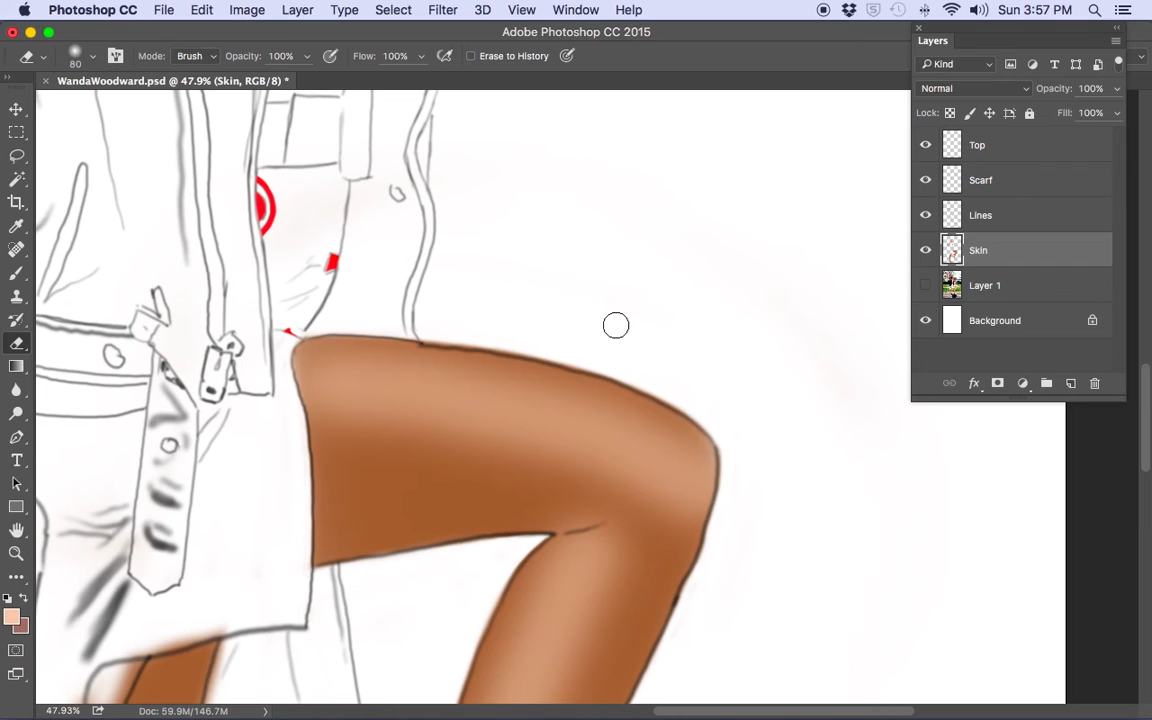 Photoshop CC File Edit Image Layer Type Select Filter 3D View Window Help Sun 3:57 PM
Adobe Photoshop CC 2015
80 Mode: Brush Opacity: 100% Flow: 100% Erase to History
WandaWoodward.psd @ 47.9% (Skin, RGB/8) *
Layers
Kind
Normal Opacity: 100%
Lock: Fill: 100%
Top
Scarf
Lines
Skin
Layer 1
Background
47.93% Doc: 59.9M/146.7M